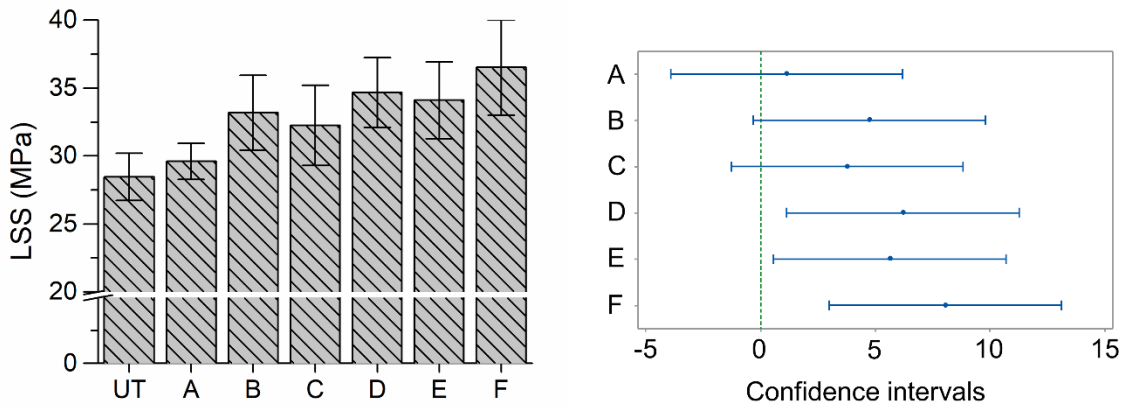 40
35
30
25
20
0
LSS (MPa)
UT A B C D E F
A
B
C
D
E
F
-5 0 5 10 15
Confidence intervals